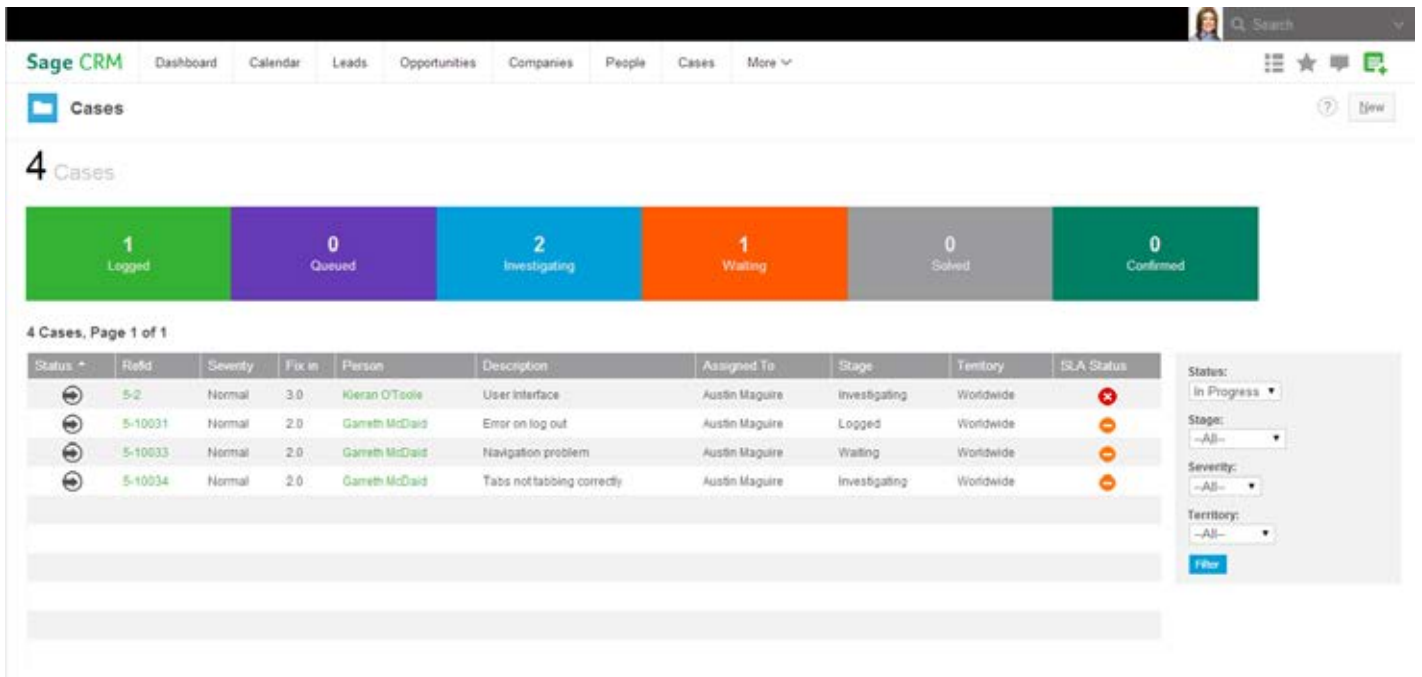 Search
Sage CRM Dashboard Calendar Leads Opportunities Companies People Cases More
Cases ? New
4 Cases
1 0 2 1 0 0
Logged Queued Investigating Waiting Solved Confirmed
4 Cases, Page 1 of 1
Status RefId Severity Fix in Person Description Assigned To Stage Territory SLA Status
5-2 Normal 3.0 Kieran O'Toole User Interface Austin Maguire Investigating Worldwide
5-10031 Normal 2.0 Garreth McDaid Error on log out Austin Maguire Logged Worldwide
5-10033 Normal 2.0 Garreth McDaid Navigation problem Austin Maguire Waiting Worldwide
5-10034 Normal 2.0 Garreth McDaid Tabs not tabbing correctly Austin Maguire Investigating Worldwide
Status:
In Progress
Stage:
--All--
Severity:
--All--
Territory:
--All--
Filter